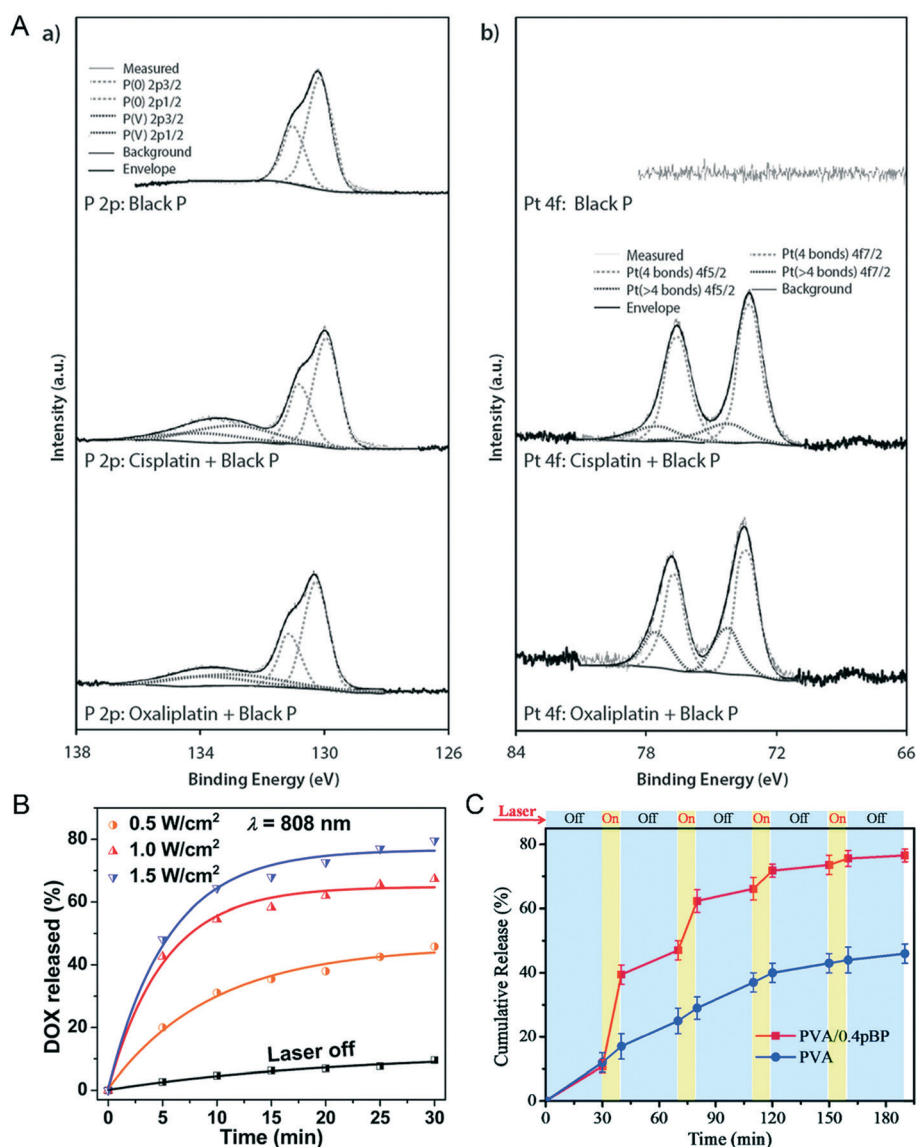 A
a)
Measured
P(0) 2p3/2
P(0) 2p1/2
P(V) 2p3/2
P(V) 2p1/2
Background
Envelope
P 2p: Black P
P 2p: Cisplatin + Black P
P 2p: Oxaliplatin + Black P
Intensity (a.u.)
138 134 130 126
Binding Energy (eV)
b)
Pt 4f: Black P
Measured Pt(4 bonds) 4f7/2
Pt(4 bonds) 4f5/2 Pt(>4 bonds) 4f7/2
Pt(>4 bonds) 4f5/2 Background
Envelope
Pt 4f: Cisplatin + Black P
Pt 4f: Oxaliplatin + Black P
Intensity (a.u.)
84 78 72 66
Binding Energy (eV)
B
0.5 W/cm² λ = 808 nm
1.0 W/cm²
1.5 W/cm²
Laser off
DOX released (%)
80
60
40
20
0
0 5 10 15 20 25 30
Time (min)
C
Laser Off On Off On Off On Off On Off
Cumulative Release (%)
80
60
40
20
0
PVA/0.4pBP
PVA
0 30 60 90 120 150 180
Time (min)